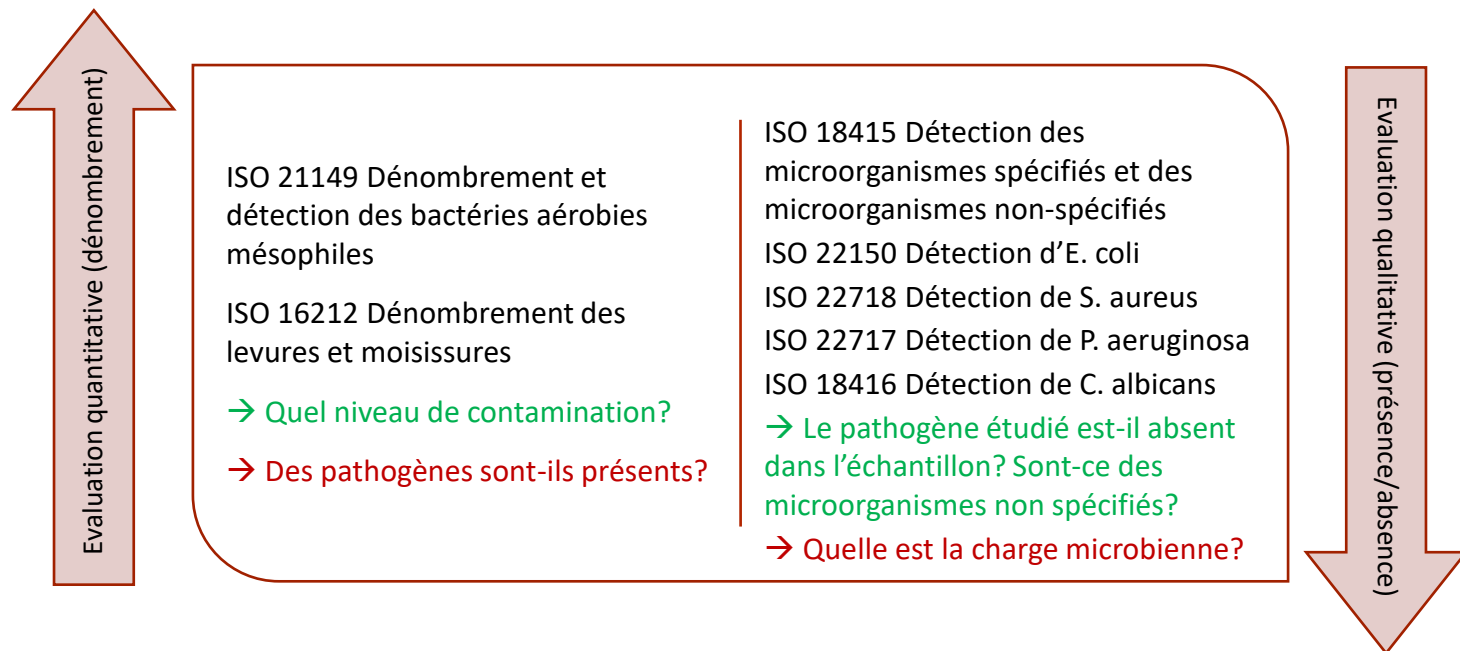 Evaluation quantitative (dénombrement)
ISO 21149 Dénombrement et
détection des bactéries aérobies
mésophiles
ISO 16212 Dénombrement des
levures et moisissures
→ Quel niveau de contamination?
→ Des pathogènes sont-ils présents?
ISO 18415 Détection des
microorganismes spécifiés et des
microorganismes non-spécifiés
ISO 22150 Détection d’E. coli
ISO 22718 Détection de S. aureus
ISO 22717 Détection de P. aeruginosa
ISO 18416 Détection de C. albicans
→ Le pathogène étudié est-il absent
dans l’échantillon? Sont-ce des
microorganismes non spécifiés?
→ Quelle est la charge microbienne?
Evaluation qualitative (présence/absence)